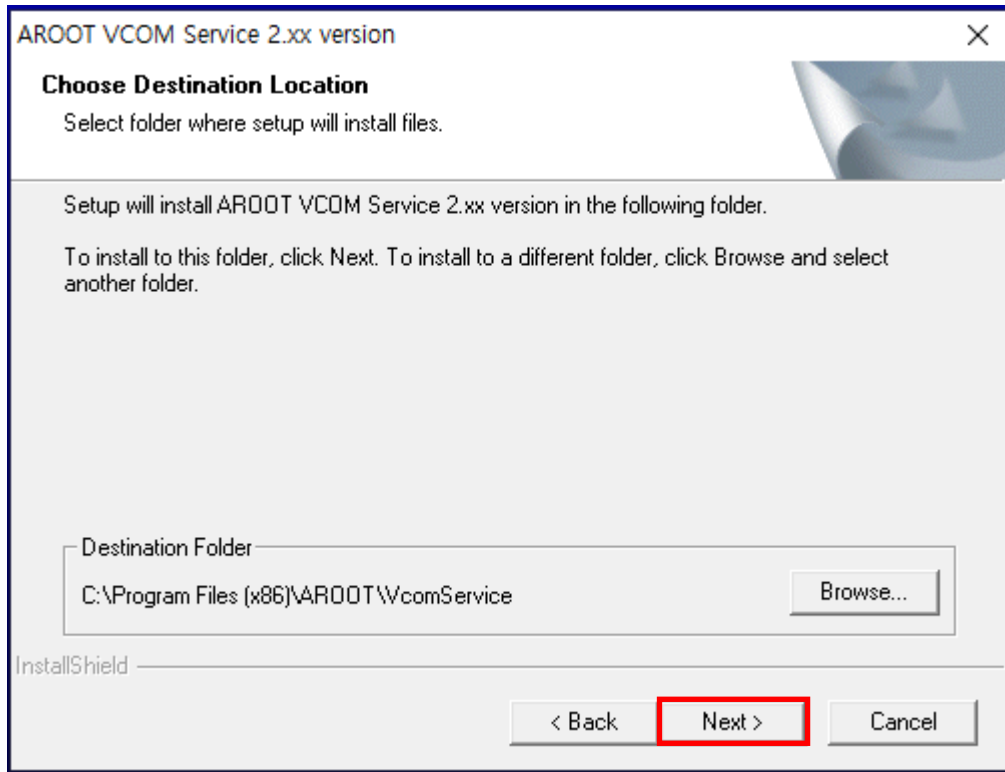 AROOT VCOM Service 2.xx version
Choose Destination Location
Select folder where setup will install files.
Setup will install AROOT VCOM Service 2.xx version in the following folder.
To install to this folder, click Next. To install to a different folder, click Browse and select
another folder.
Destination Folder
C:\Program Files (x86)\AROOT\VcomService
Browse...
InstallShield
< Back
Next >
Cancel